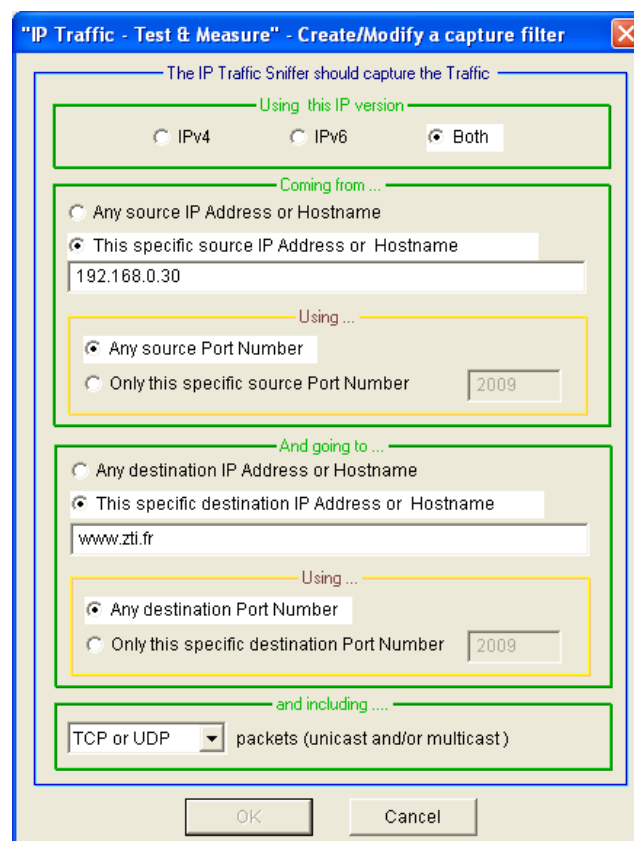 "IP Traffic - Test & Measure" - Create/Modify a capture filter
The IP Traffic Sniffer should capture the Traffic
Using this IP version
IPv4 IPv6 Both
Coming from ...
Any source IP Address or Hostname
This specific source IP Address or Hostname
192.168.0.30
Using ...
Any source Port Number
Only this specific source Port Number 2009
And going to ...
Any destination IP Address or Hostname
This specific destination IP Address or Hostname
www.zti.fr
Using ...
Any destination Port Number
Only this specific destination Port Number 2009
and including ....
TCP or UDP packets (unicast and/or multicast )
OK Cancel